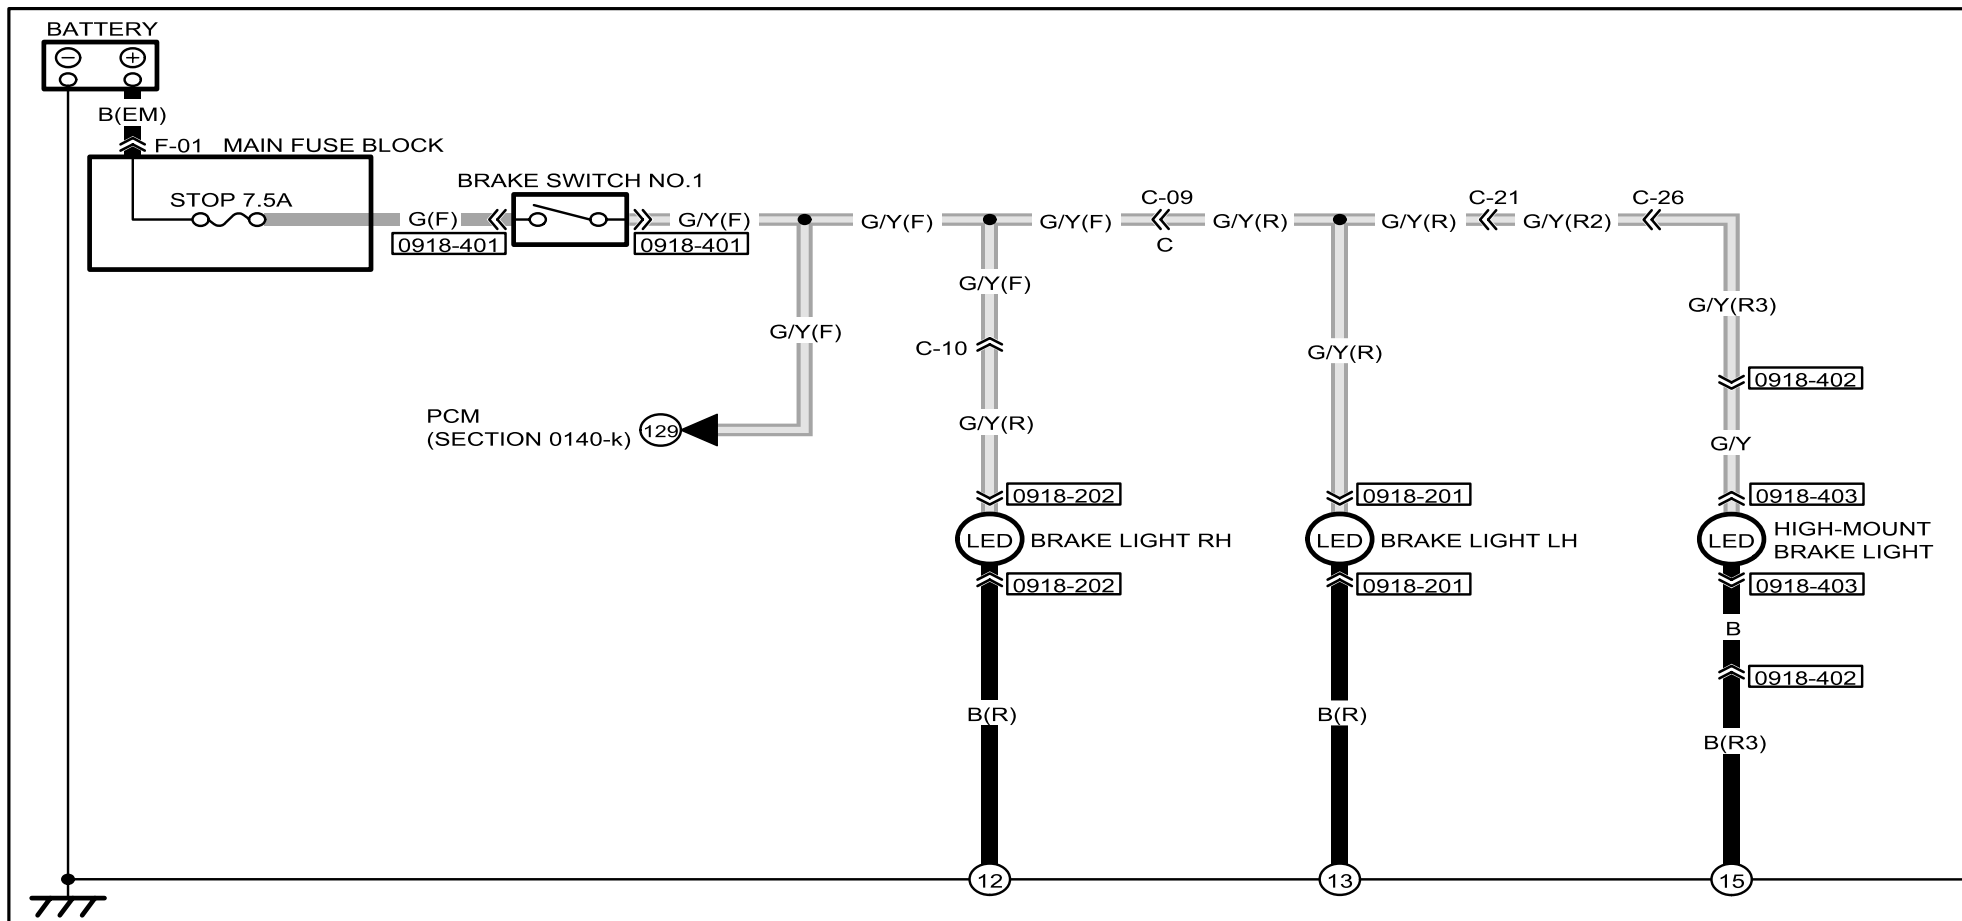 BATTERY
− +
B(EM)
F-01 MAIN FUSE BLOCK
STOP 7.5A
BRAKE SWITCH NO.1
G(F)
0918-401
G/Y(F)
0918-401
G/Y(F)
G/Y(F)
C-09
C
G/Y(R)
G/Y(R)
C-21
G/Y(R2)
C-26
G/Y(F)
G/Y(R3)
G/Y(F)
C-10
G/Y(R)
0918-402
PCM
(SECTION 0140-k)
129
G/Y(R)
G/Y
0918-202
0918-201
0918-403
LED BRAKE LIGHT RH
LED BRAKE LIGHT LH
LED HIGH-MOUNT
BRAKE LIGHT
0918-202
0918-201
0918-403
B
0918-402
B(R)
B(R)
B(R3)
12
13
15